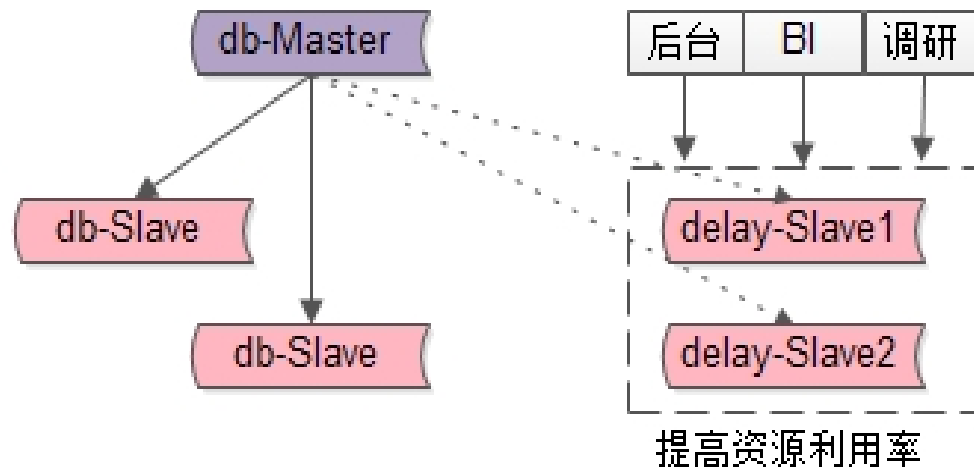 db-Master
后台 BI 调研
db-Slave
delay-Slave1
db-Slave
delay-Slave2
提高资源利用率